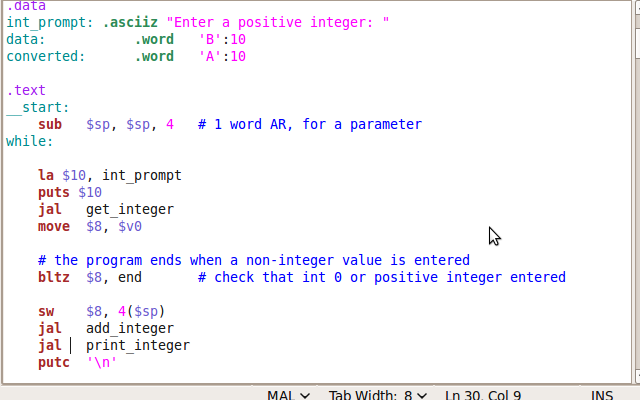 .data
int_prompt: .asciiz "Enter a positive integer: "
data:           .word   'B':10
converted:      .word   'A':10
.text
__start:
    sub   $sp, $sp, 4   # 1 word AR, for a parameter
while:
    la $10, int_prompt
    puts $10
    jal   get_integer
    move  $8, $v0
    # the program ends when a non-integer value is entered
    bltz  $8, end       # check that int 0 or positive integer entered
    sw    $8, 4($sp)
    jal   add_integer
    jal   print_integer
    putc  '\n'
MAL  Tab Width: 8  Ln 30, Col 9  INS